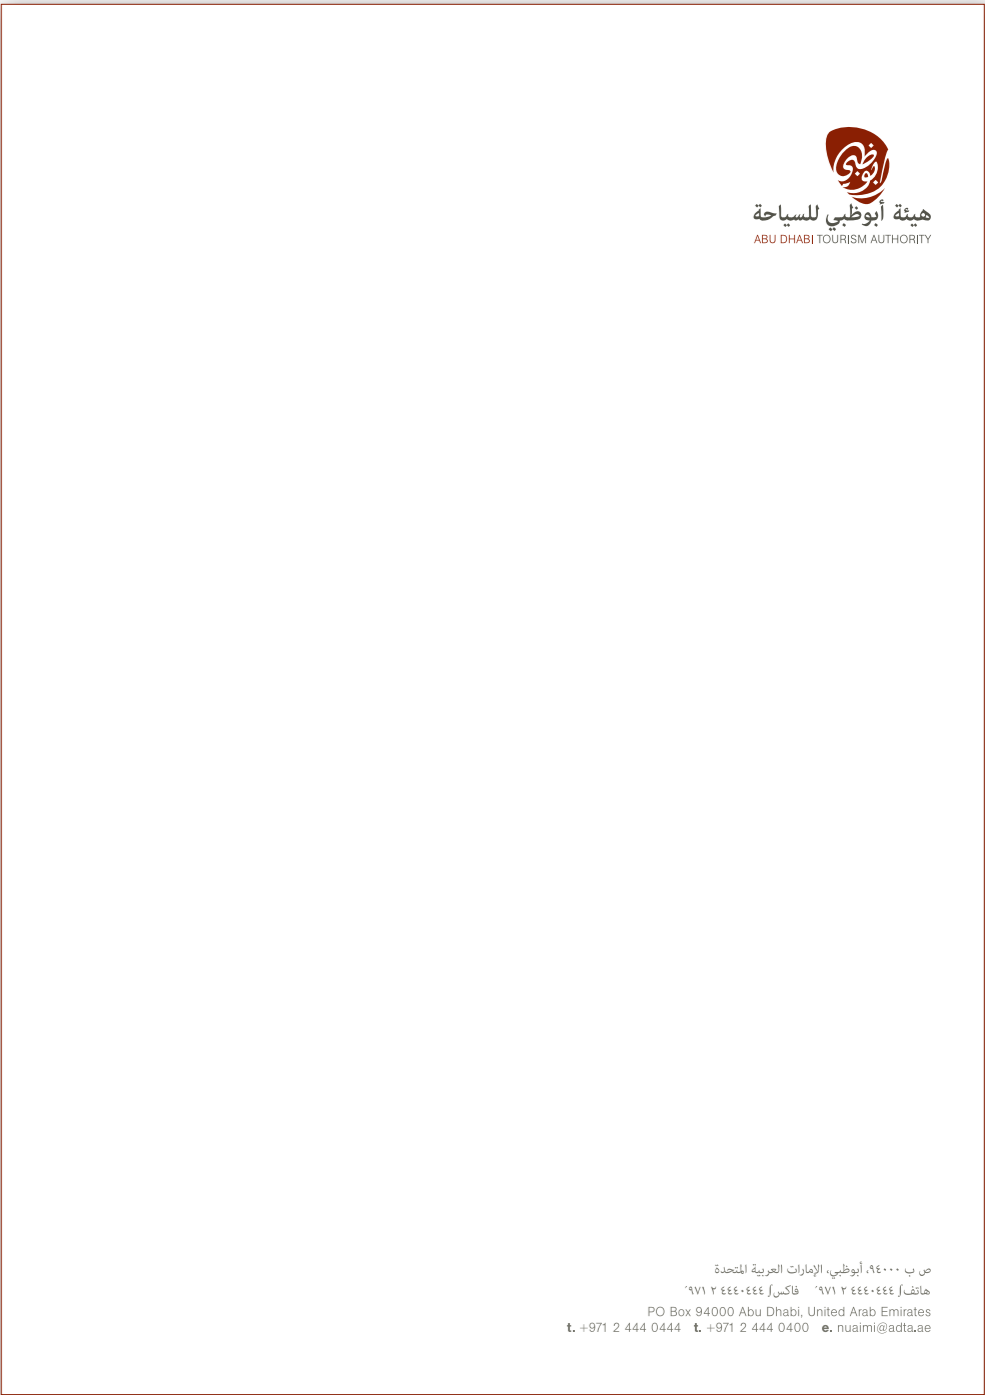 أبوظبي
هيئة أبوظبي للسياحة
ABU DHABI TOURISM AUTHORITY
ص ب ٩٤٠٠٠، أبوظبي، الإمارات العربية المتحدة
هاتف ٤٤٤٠٤٤٤ ٢ ٩٧١ فاكس ٤٤٤٠٤٤٤ ٢ ٩٧١
PO Box 94000 Abu Dhabi, United Arab Emirates
t. +971 2 444 0444 t. +971 2 444 0400 e. nuaimi@adta.ae